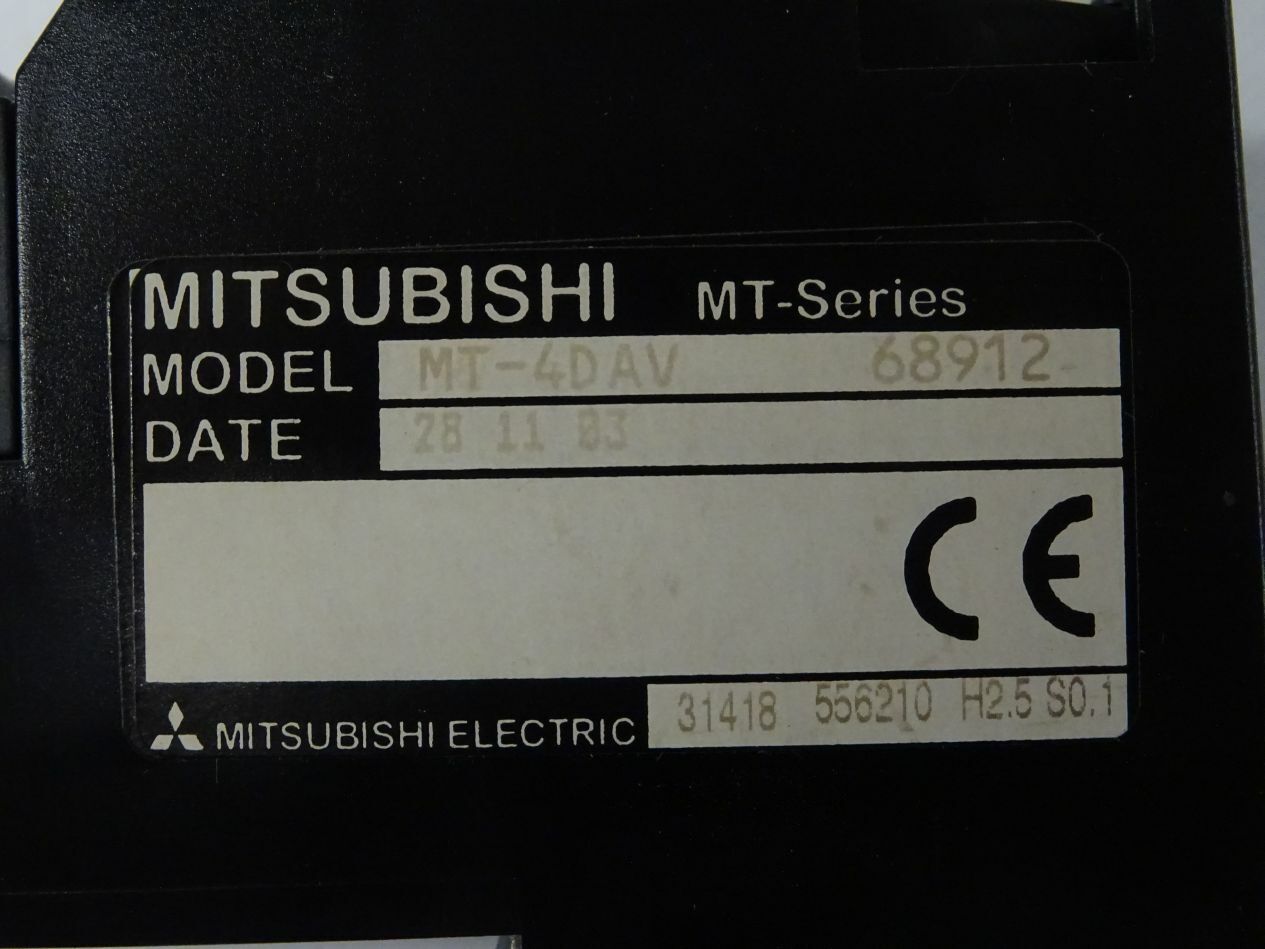 MITSUBISHI MT-Series
MODEL MT-4DAV 68912
DATE 28 11 03
CE
MITSUBISHI ELECTRIC 31418 556210 H2.5 S0.1